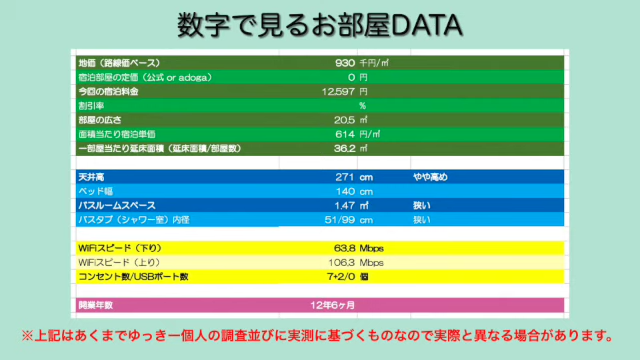 数字で見るお部屋DATA
地価（路線価ベース） 930 千円/㎡
宿泊部屋の定価（公式 or adoga） 0 円
今回の宿泊料金 12,597 円
割引率 %
部屋の広さ 20.5 ㎡
面積当たり宿泊単価 614 円/㎡
一部屋当たり延床面積（延床面積/部屋数） 36.2 ㎡
天井高 271 cm やや高め
ベッド幅 140 cm
バスルームスペース 1.47 ㎡ 狭い
バスタブ（シャワー室）内径 51/99 cm 狭い
WiFiスピード（下り） 63.8 Mbps
WiFiスピード（上り） 106.3 Mbps
コンセント数/USBポート数 7+2/0 個
開業年数 12年6ヶ月
※上記はあくまでゆっきー個人の調査並びに実測に基づくものなので実際と異なる場合があります。